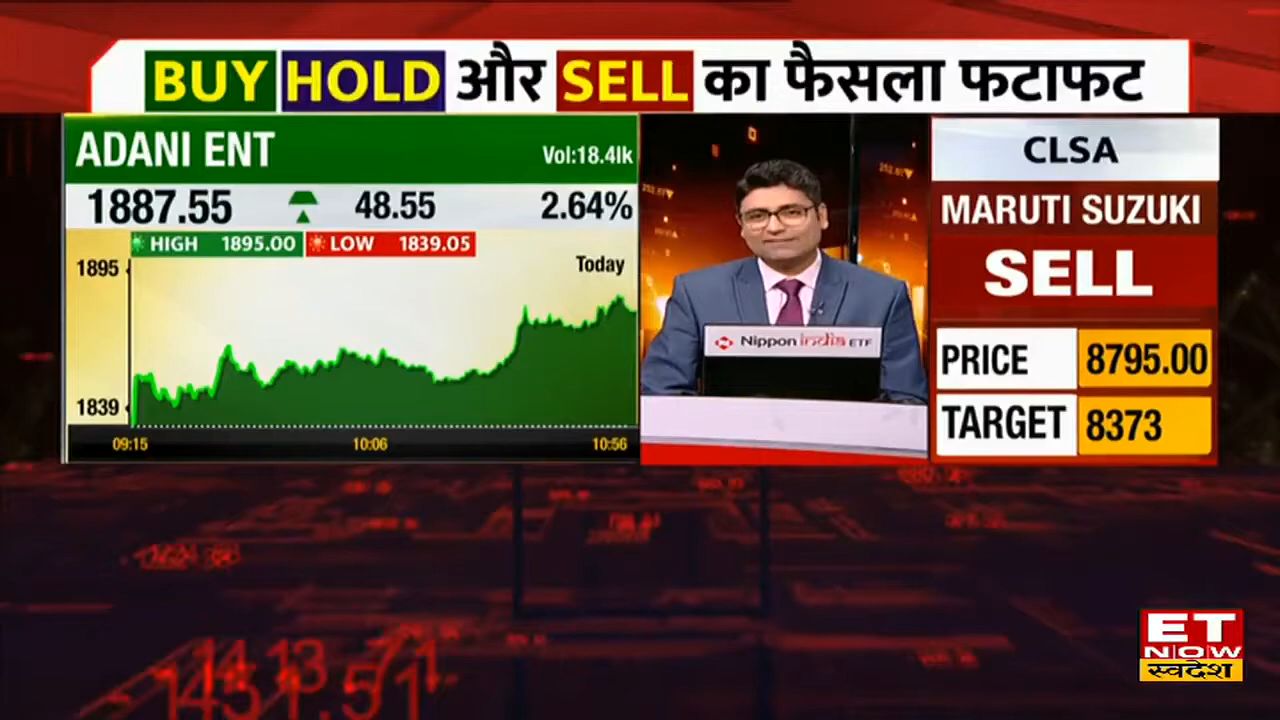 BUY HOLD और SELL का फैसला फटाफट
ADANI ENT
Vol:18.4lk
1887.55 48.55 2.64%
HIGH 1895.00 LOW 1839.05
1895
Today
1839
09:15 10:06 10:56
Nippon india ETF
CLSA
MARUTI SUZUKI
SELL
PRICE 8795.00
TARGET 8373
ET
NOW
स्वदेश